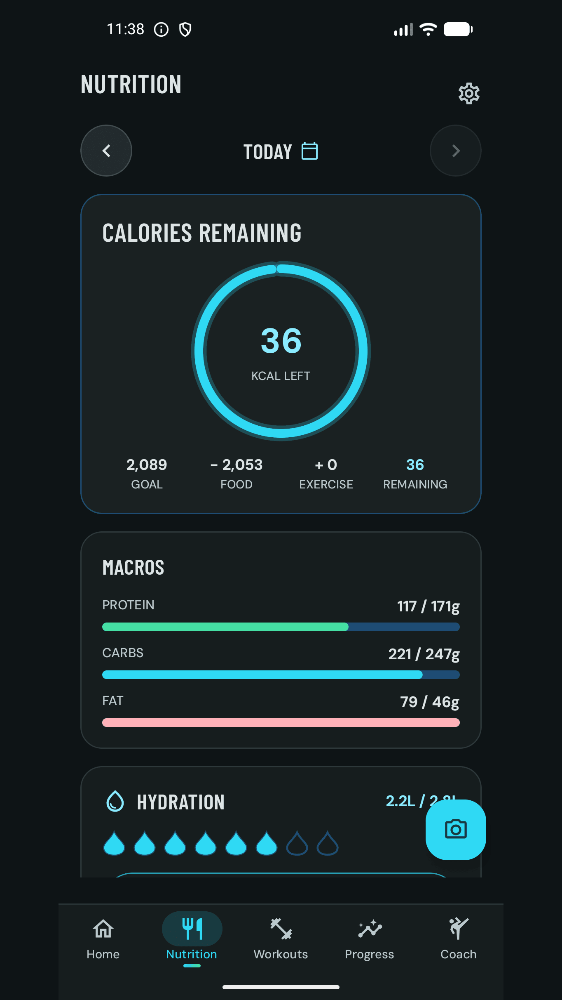 11:38
NUTRITION
TODAY
CALORIES REMAINING
36
KCAL LEFT
2,089 - 2,053 + 0 36
GOAL FOOD EXERCISE REMAINING
MACROS
PROTEIN 117 / 171g
CARBS 221 / 247g
FAT 79 / 46g
HYDRATION 2.2L / 2.8L
Home Nutrition Workouts Progress Coach